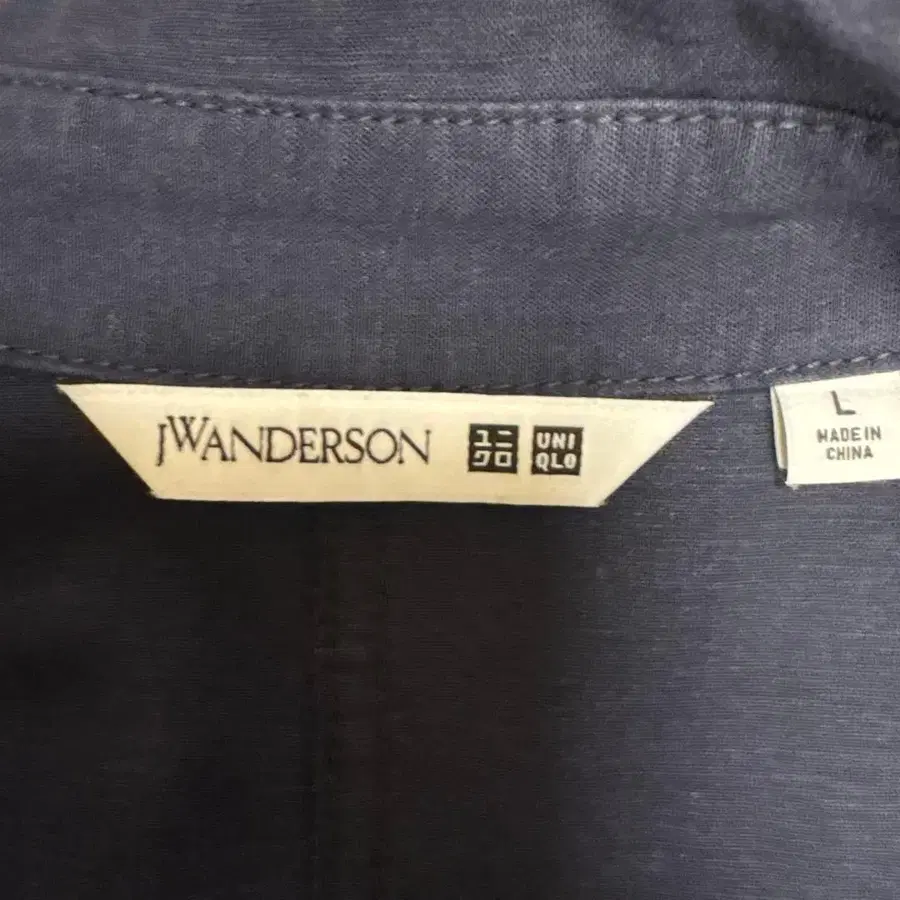 JWANDERSON
ユニ
クロ
UNI
QLO
L
MADE IN
CHINA